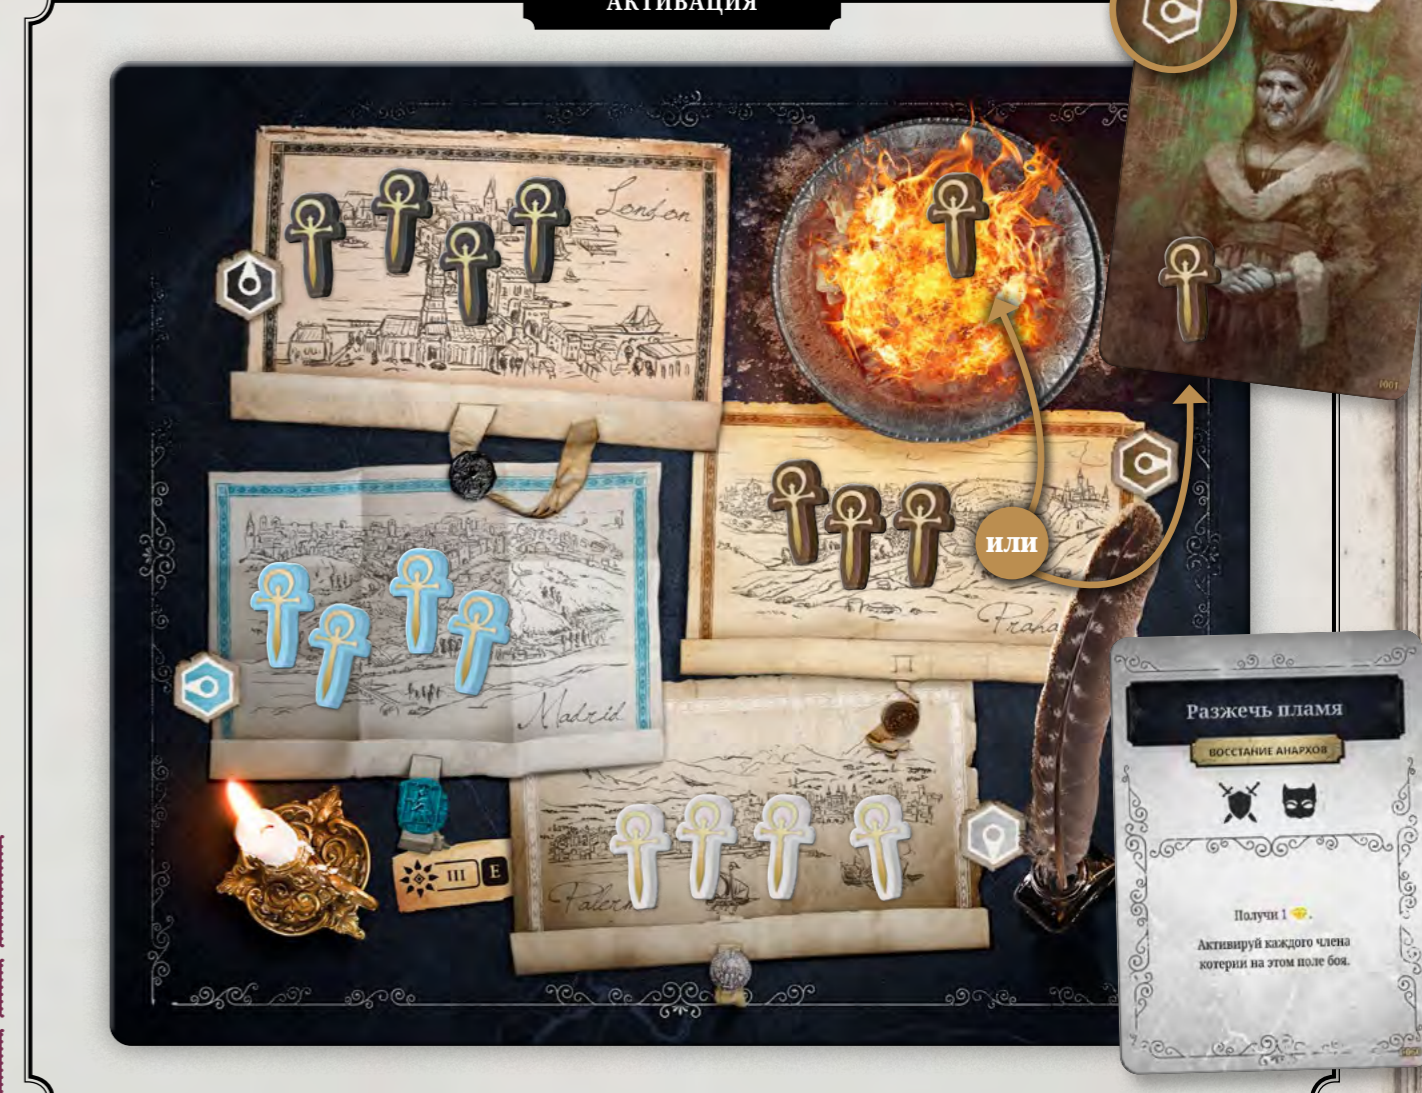 АКТИВАЦИЯ
London
1001
или
Praha
Madrid
Разжечь пламя
ВОССТАНИЕ АНАРХОВ
III E
Получи 1 .
Активируй каждого члена
котерии на этом поле боя.